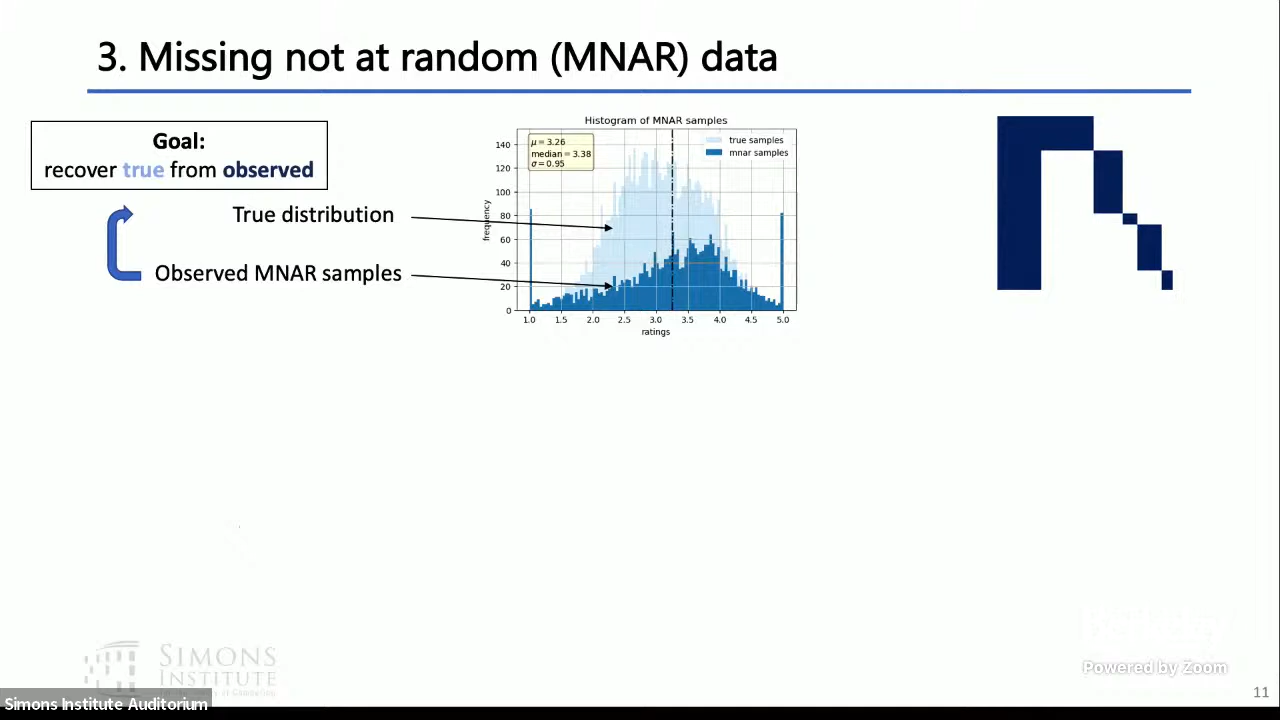 3. Missing not at random (MNAR) data
Goal:
recover true from observed
True distribution
Observed MNAR samples
Histogram of MNAR samples
μ = 3.26
median = 3.38
σ = 0.95
true samples
mnar samples
frequency
140
120
100
80
60
40
20
0
1.0 1.5 2.0 2.5 3.0 3.5 4.0 4.5 5.0
ratings
SIMONS
INSTITUTE
Simons Institute Auditorium
Powered by Zoom
11